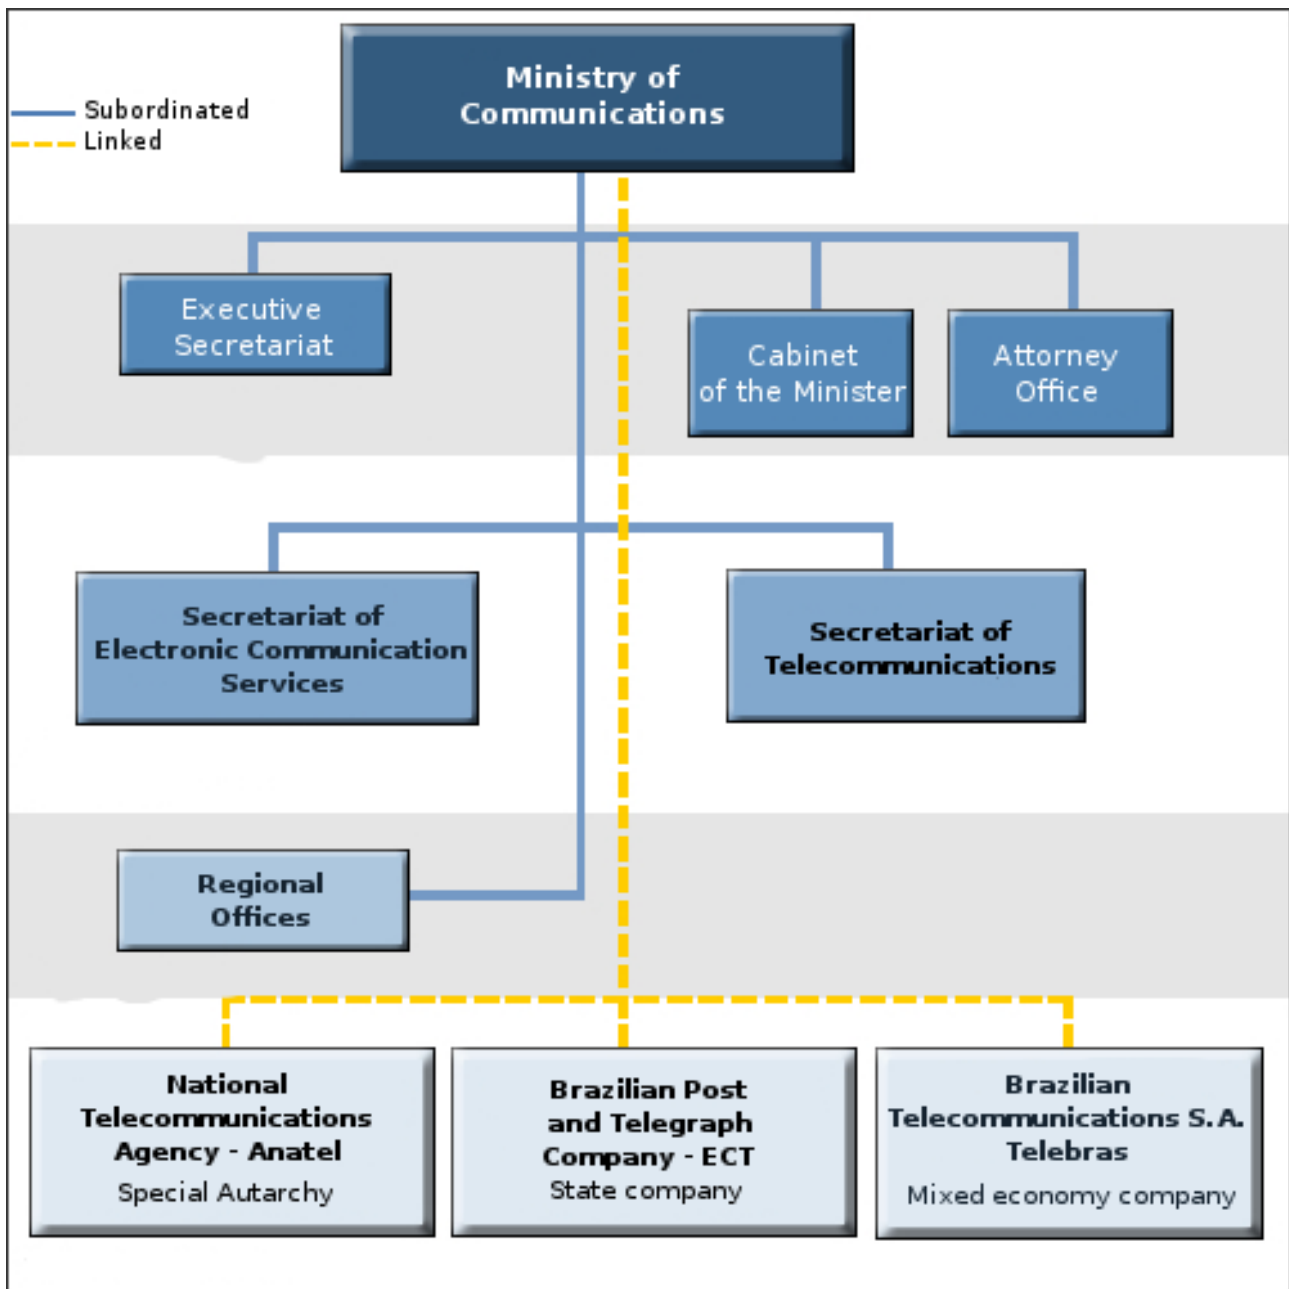 Ministry of
Communications
Subordinated
Linked
Executive
Secretariat
Cabinet
of the Minister
Attorney
Office
Secretariat of
Electronic Communication
Services
Secretariat of
Telecommunications
Regional
Offices
National
Telecommunications
Agency - Anatel
Special Autarchy
Brazilian Post
and Telegraph
Company - ECT
State company
Brazilian
Telecommunications S.A.
Telebras
Mixed economy company